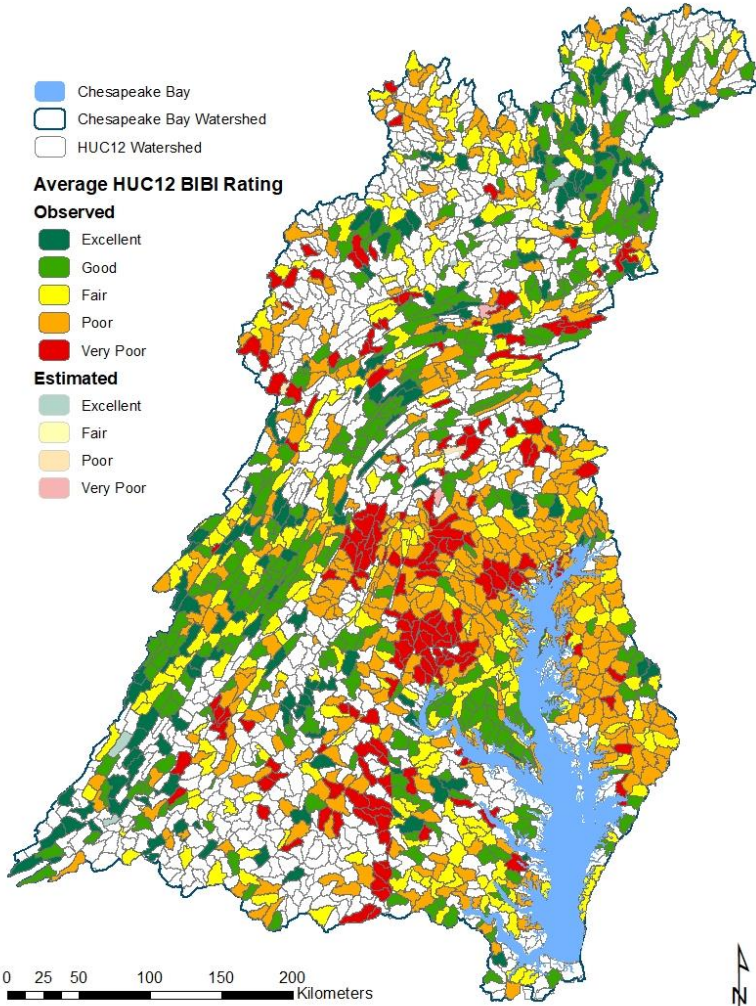 Chesapeake Bay
Chesapeake Bay Watershed
HUC12 Watershed
Average HUC12 BIBI Rating
Observed
Excellent
Good
Fair
Poor
Very Poor
Estimated
Excellent
Fair
Poor
Very Poor
0 25 50 100 150 200
Kilometers
N